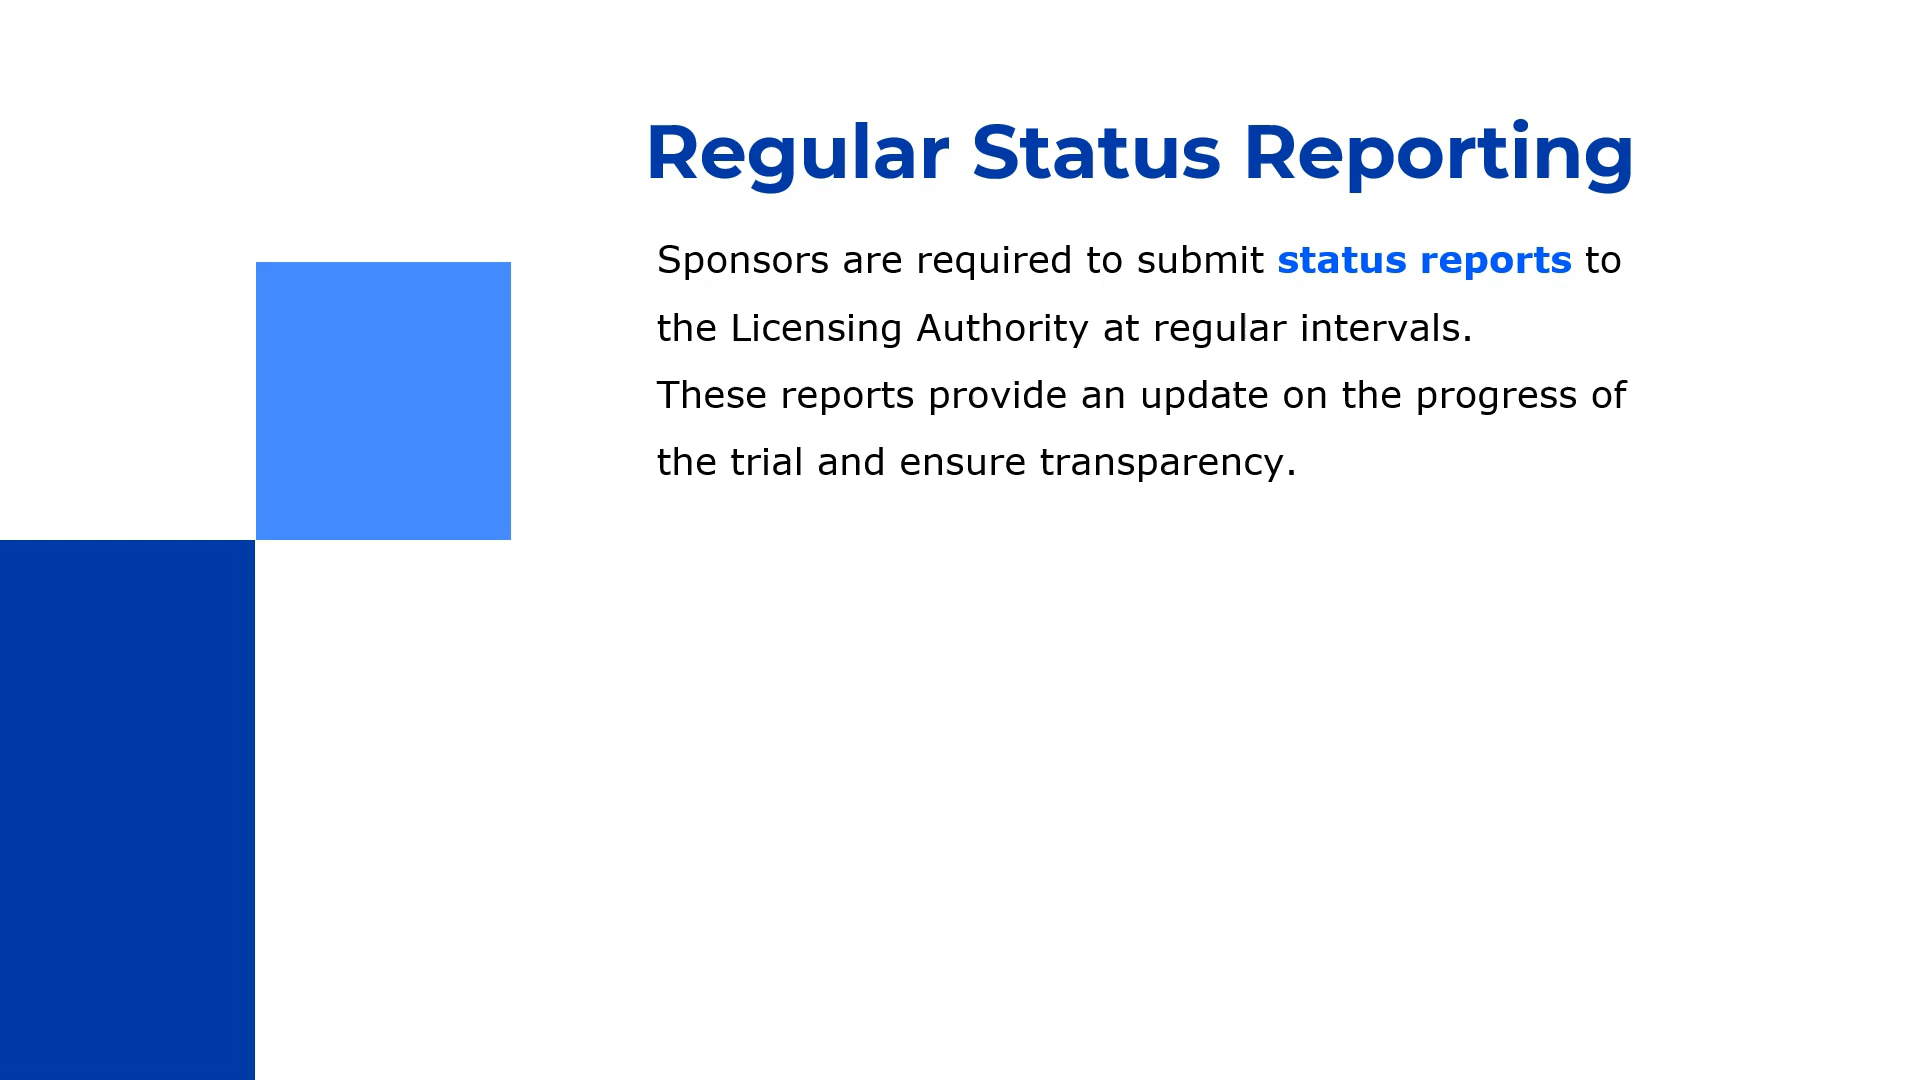 Regular Status Reporting
Sponsors are required to submit status reports to
the Licensing Authority at regular intervals.
These reports provide an update on the progress of
the trial and ensure transparency.